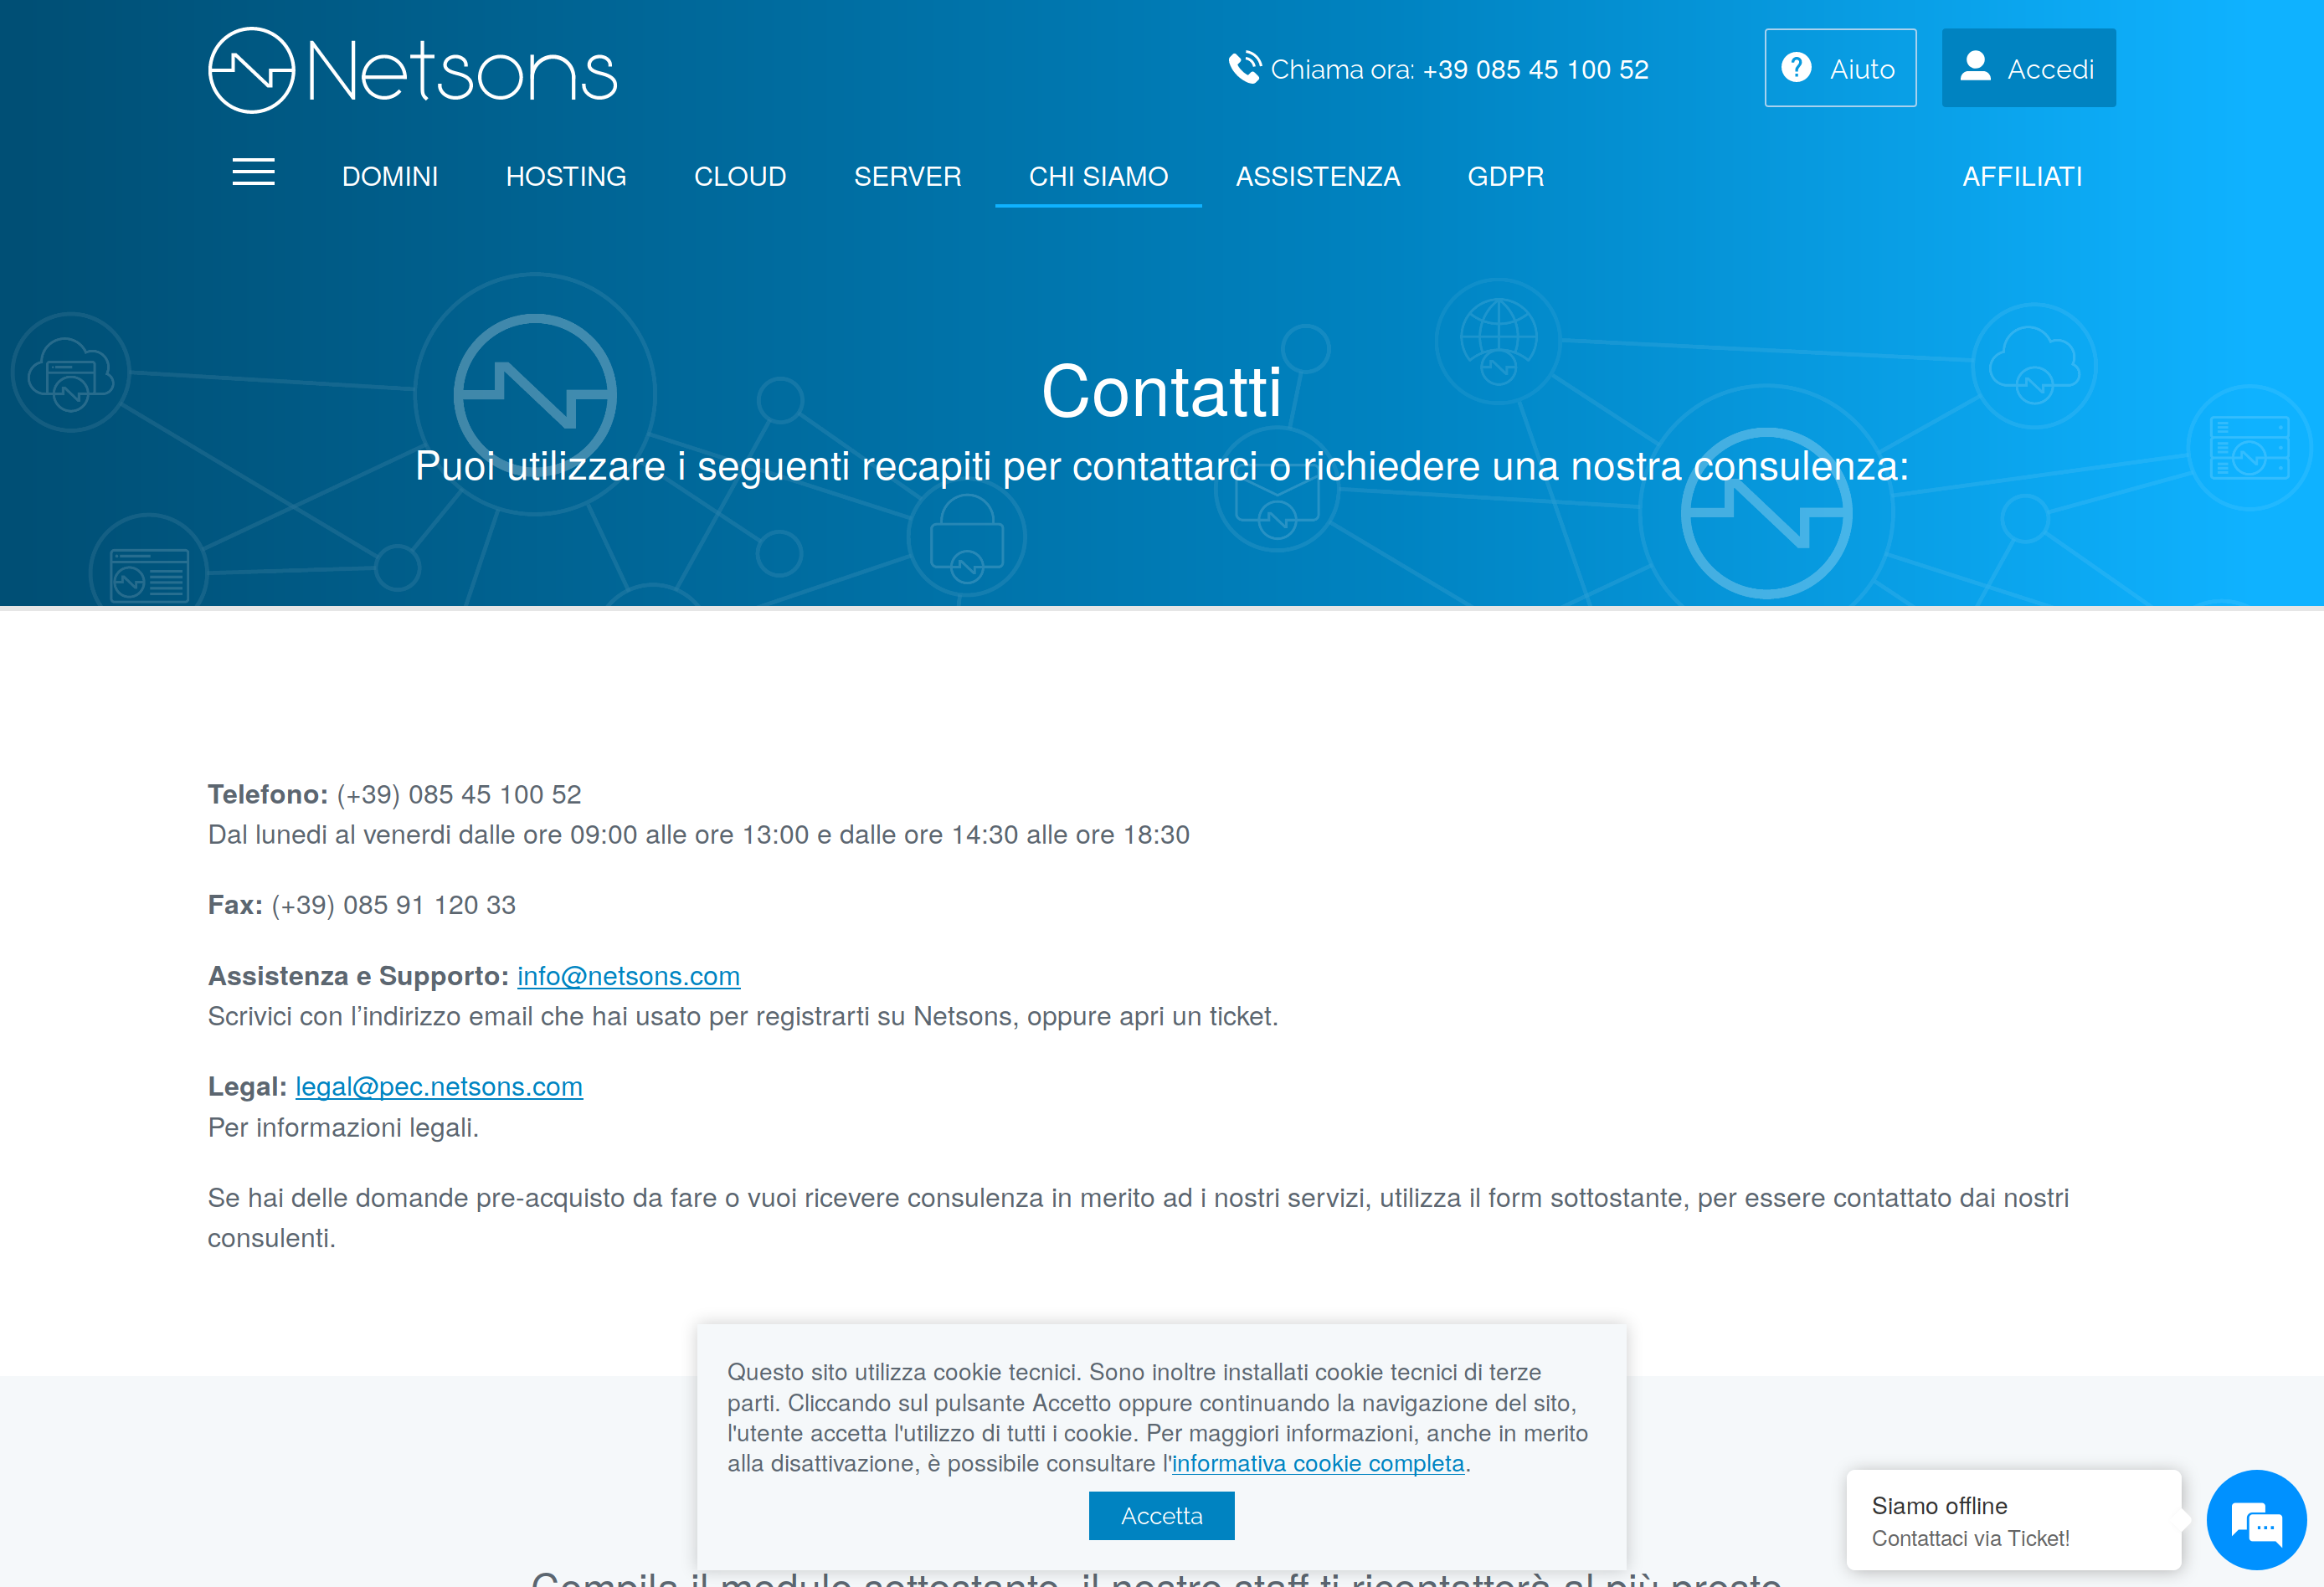 Netsons
Chiama ora: +39 085 45 100 52
Aiuto
Accedi
DOMINI
HOSTING
CLOUD
SERVER
CHI SIAMO
ASSISTENZA
GDPR
AFFILIATI
Contatti
Puoi utilizzare i seguenti recapiti per contattarci o richiedere una nostra consulenza:
Telefono: (+39) 085 45 100 52
Dal lunedi al venerdi dalle ore 09:00 alle ore 13:00 e dalle ore 14:30 alle ore 18:30
Fax: (+39) 085 91 120 33
Assistenza e Supporto: info@netsons.com
Scrivici con l’indirizzo email che hai usato per registrarti su Netsons, oppure apri un ticket.
Legal: legal@pec.netsons.com
Per informazioni legali.
Se hai delle domande pre-acquisto da fare o vuoi ricevere consulenza in merito ad i nostri servizi, utilizza il form sottostante, per essere contattato dai nostri
consulenti.
Questo sito utilizza cookie tecnici. Sono inoltre installati cookie tecnici di terze
parti. Cliccando sul pulsante Accetto oppure continuando la navigazione del sito,
l'utente accetta l'utilizzo di tutti i cookie. Per maggiori informazioni, anche in merito
alla disattivazione, è possibile consultare l'informativa cookie completa.
Accetta
Siamo offline
Contattaci via Ticket!
Compila il modulo sottostante, il nostro staff ti ricontatterà al più presto